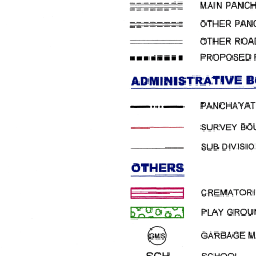 MAIN PANCH
OTHER PANC
OTHER ROA
PROPOSED
ADMINISTRATIVE B
PANCHAYAT
SURVEY BOU
SUB DIVISIO
OTHERS
CREMATORI
PLAY GROUN
GMS GARBAGE M
SCH SCHOOL